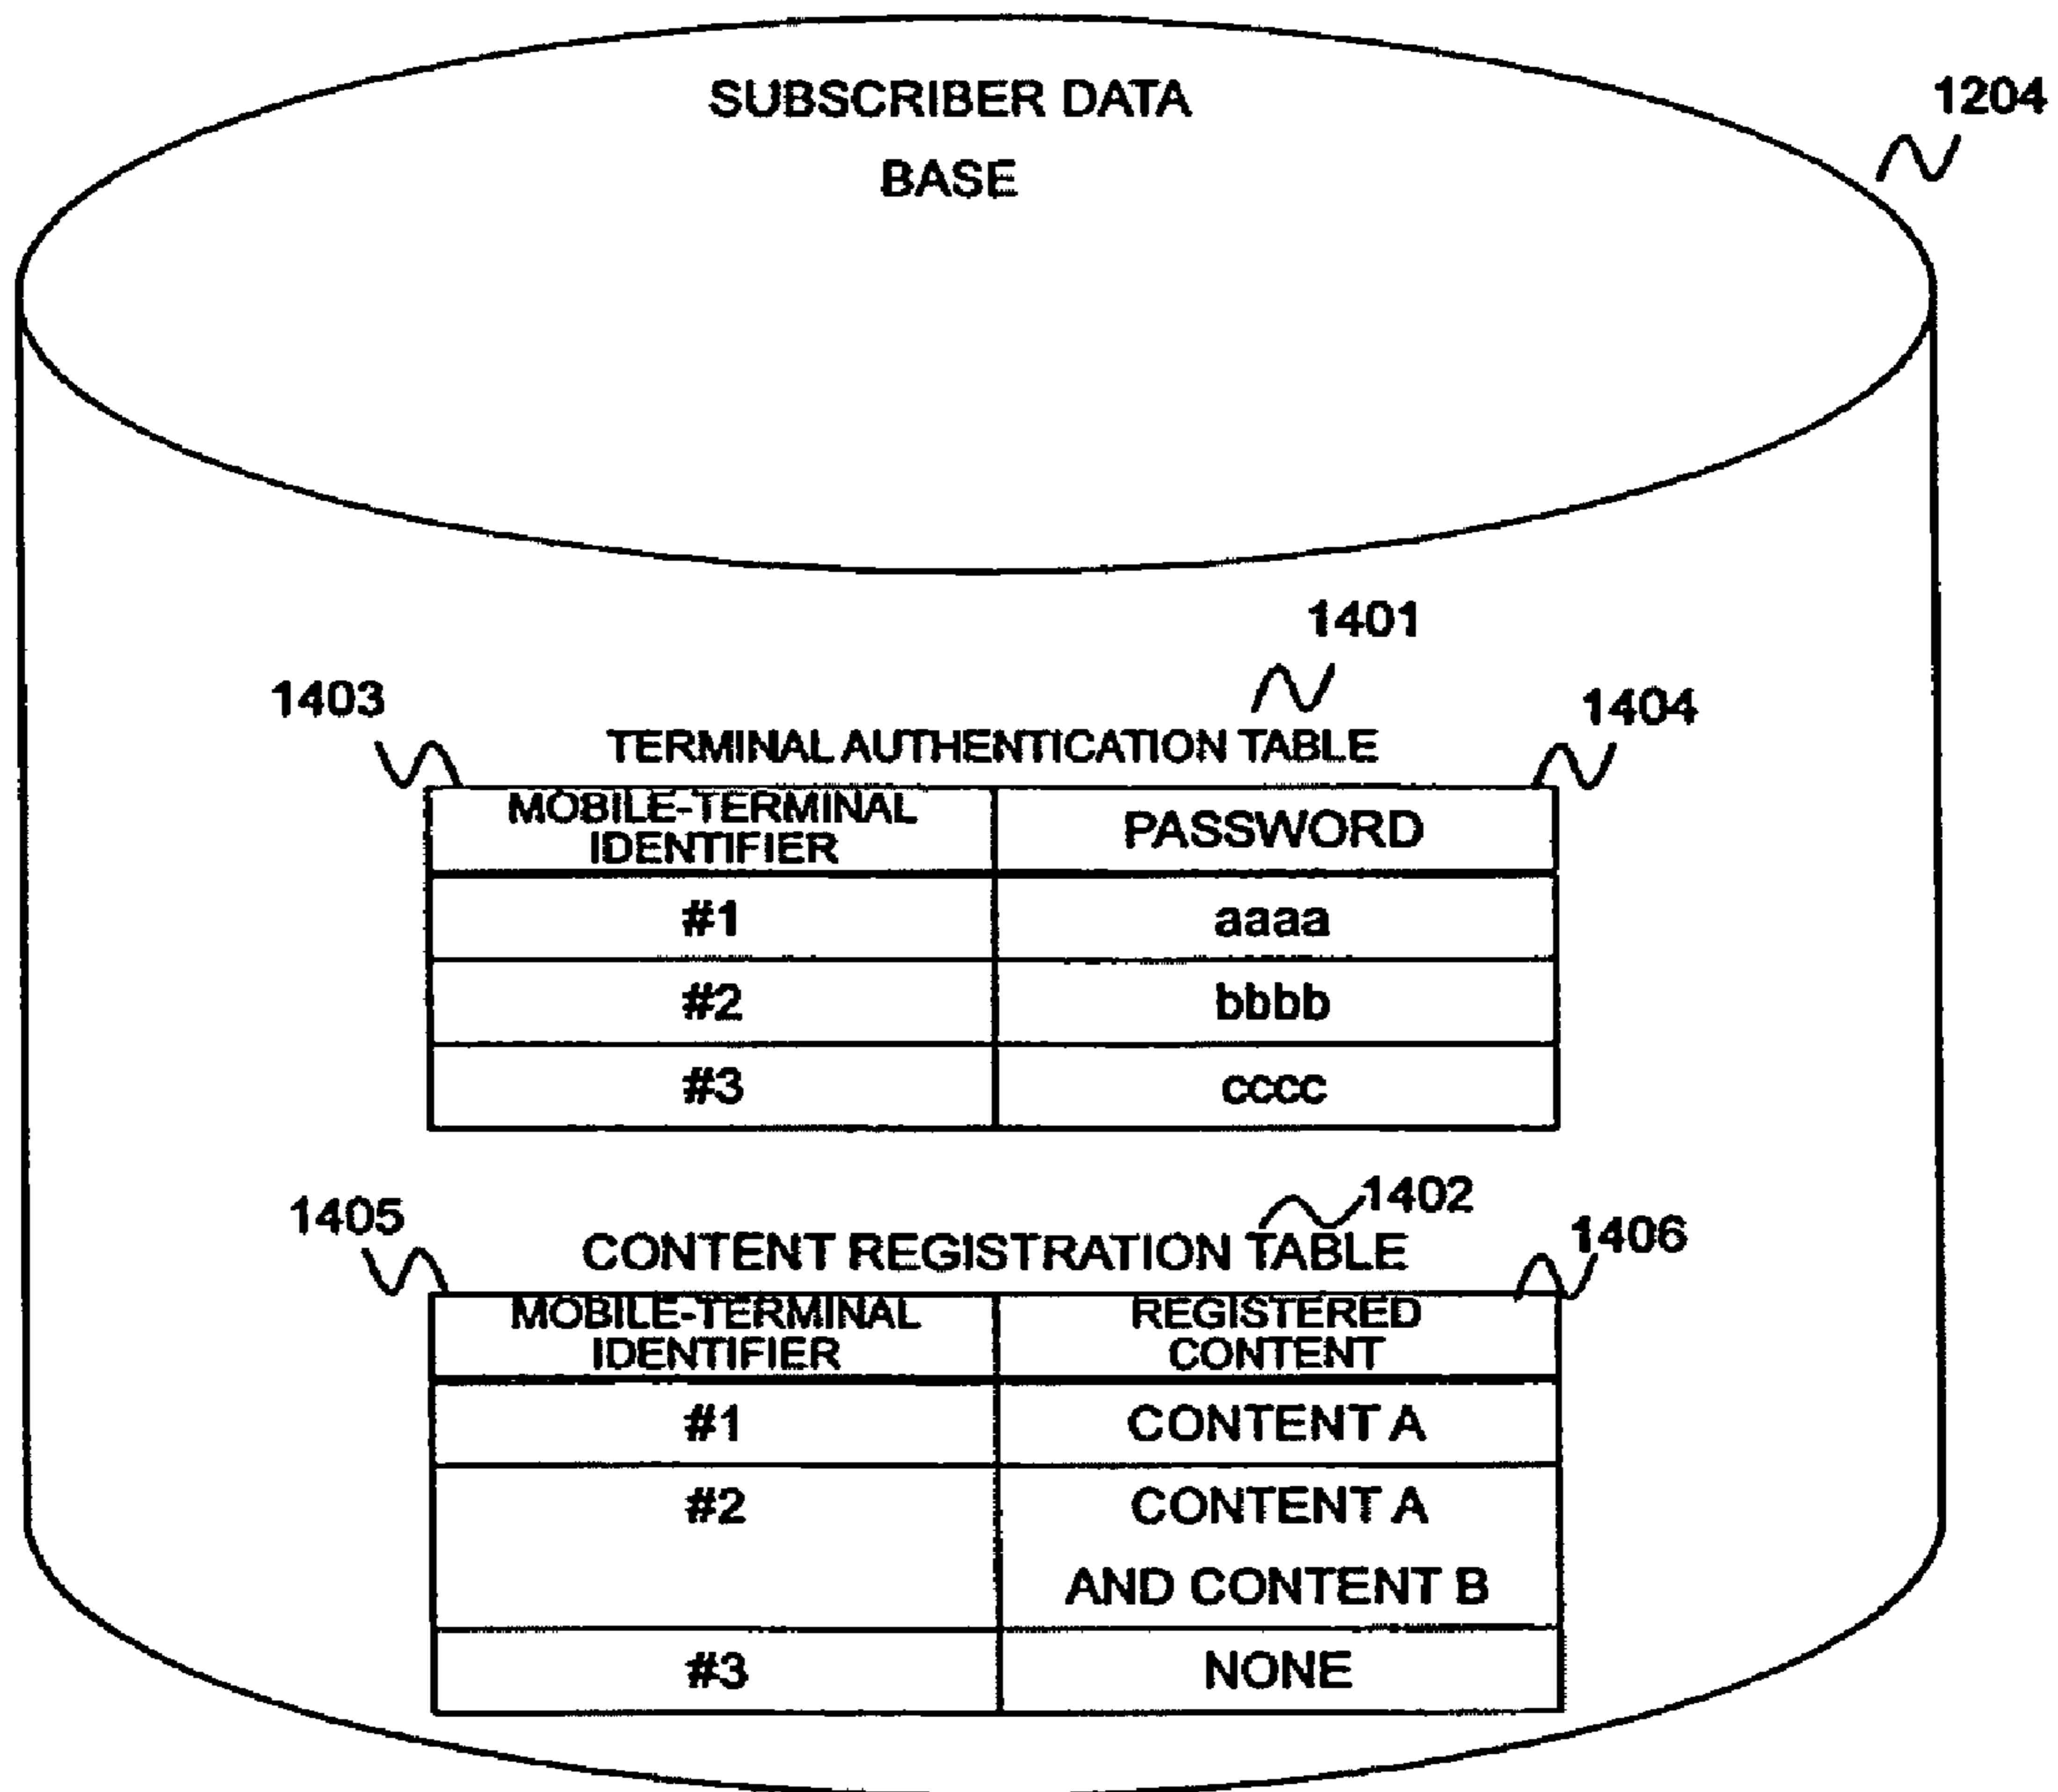 SUBSCRIBER DATA
BASE
1204
1401
1403
1404
TERMINAL AUTHENTICATION TABLE
MOBILE-TERMINAL
IDENTIFIER
PASSWORD
#1
aaaa
#2
bbbb
#3
cccc
1402
1405
1406
CONTENT REGISTRATION TABLE
MOBILE-TERMINAL
IDENTIFIER
REGISTERED
CONTENT
#1
CONTENT A
#2
CONTENT A
AND CONTENT B
#3
NONE